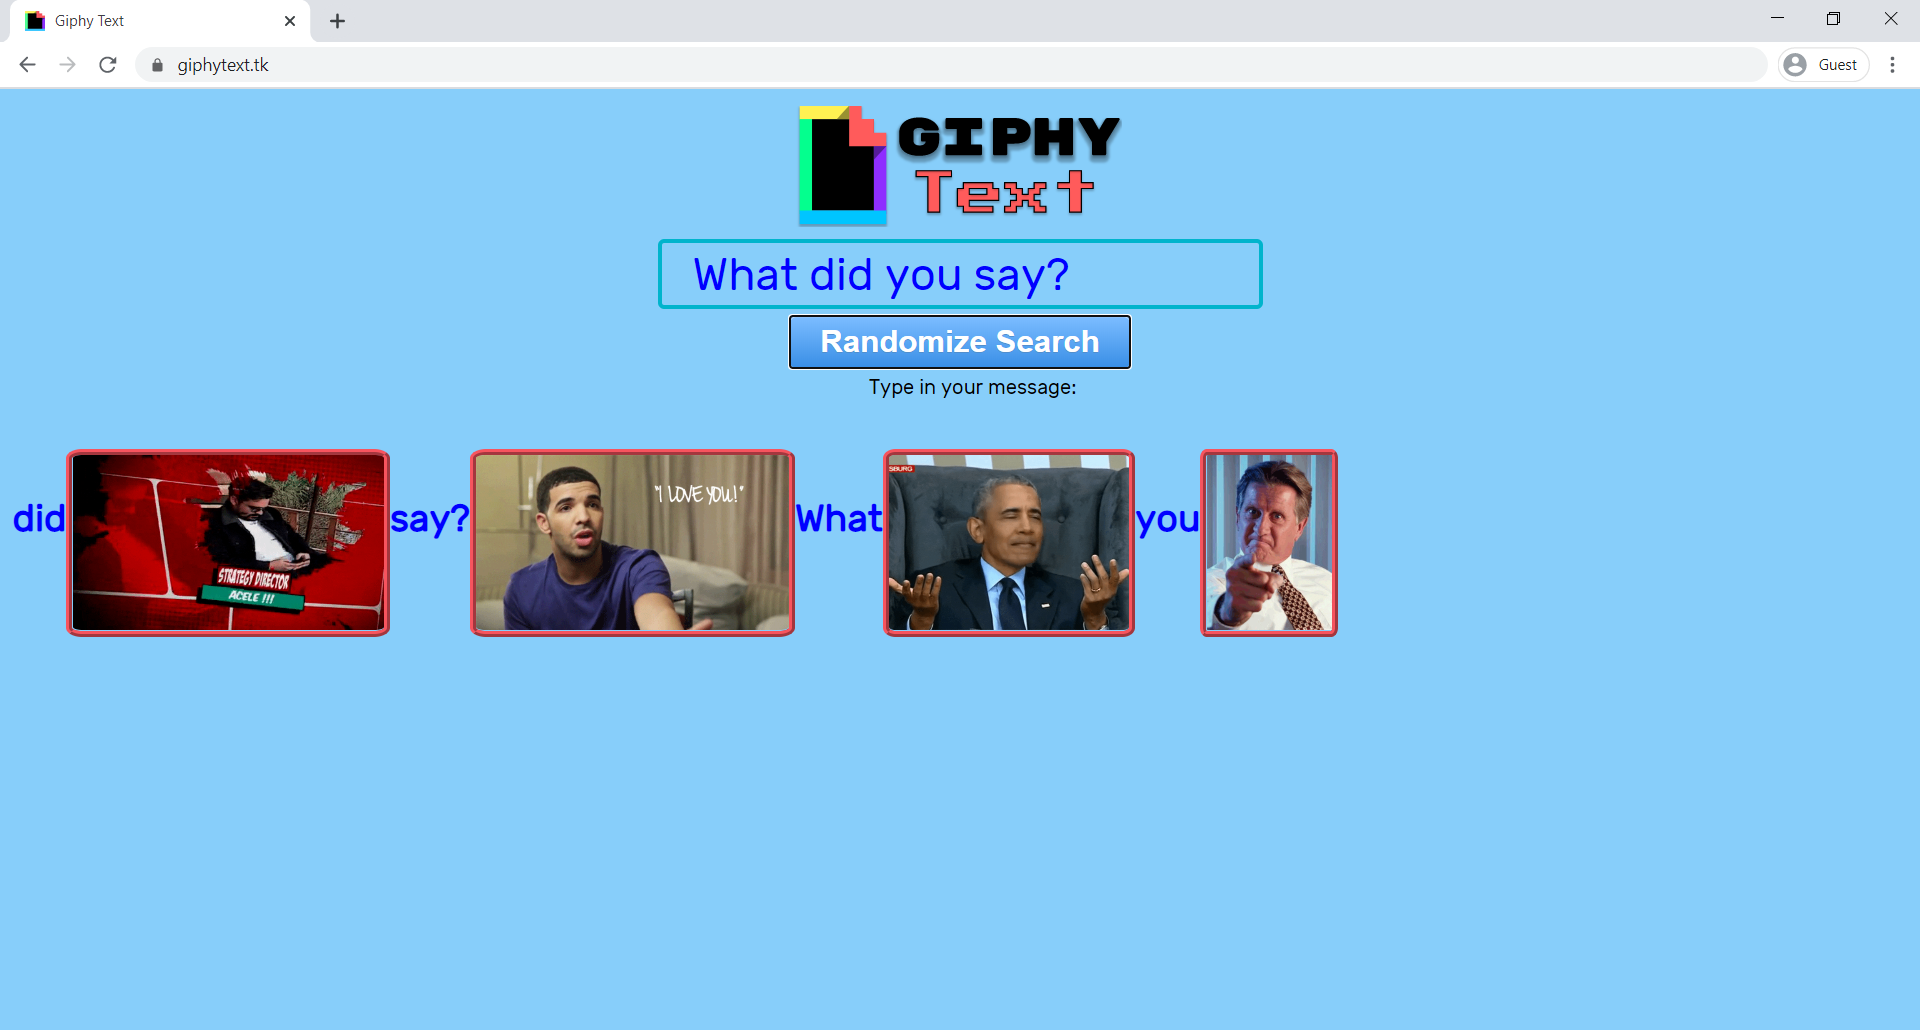 Giphy Text
giphytext.tk
Guest
GIPHY
Text
What did you say?
Randomize Search
Type in your message:
did
STRATEGY DIRECTOR
ACELE !!!
say?
"I LOVE YOU!"
What
SBURG
you